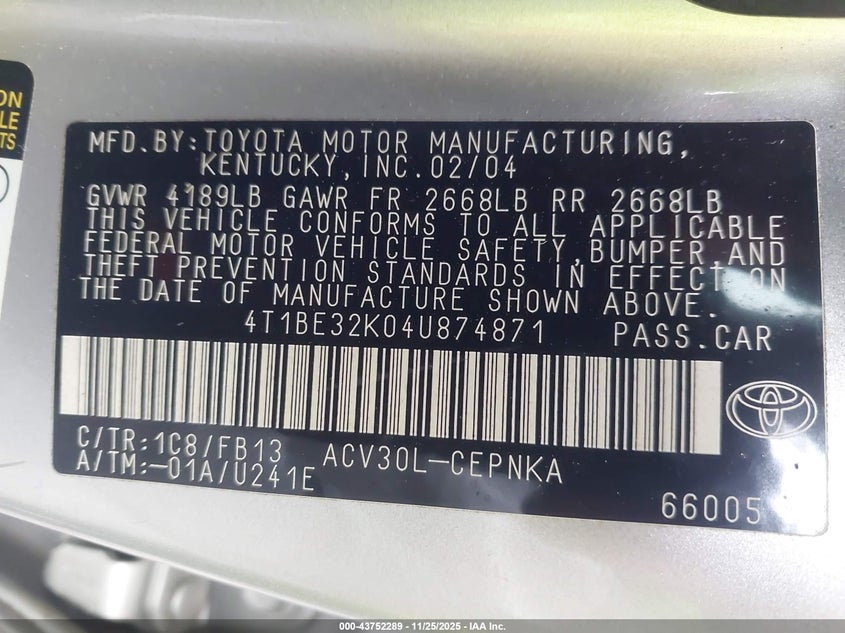 ON
LE
TS
MFD.BY:TOYOTA MOTOR MANUFACTURING,
KENTUCKY,INC.02/04
GVWR 4189LB GAWR FR 2668LB RR 2668LB
THIS VEHICLE CONFORMS TO ALL APPLICABLE
FEDERAL MOTOR VEHICLE SAFETY,BUMPER,AND
THEFT PREVENTION STANDARDS IN EFFECT ON
THE DATE OF MANUFACTURE SHOWN ABOVE.
4T1BE32K04U874871 PASS.CAR
C/TR:1C8/FB13 ACV30L-CEPNKA
A/TM:-01A/U241E
66005
000-43752289 - 11/25/2025 - IAA Inc.